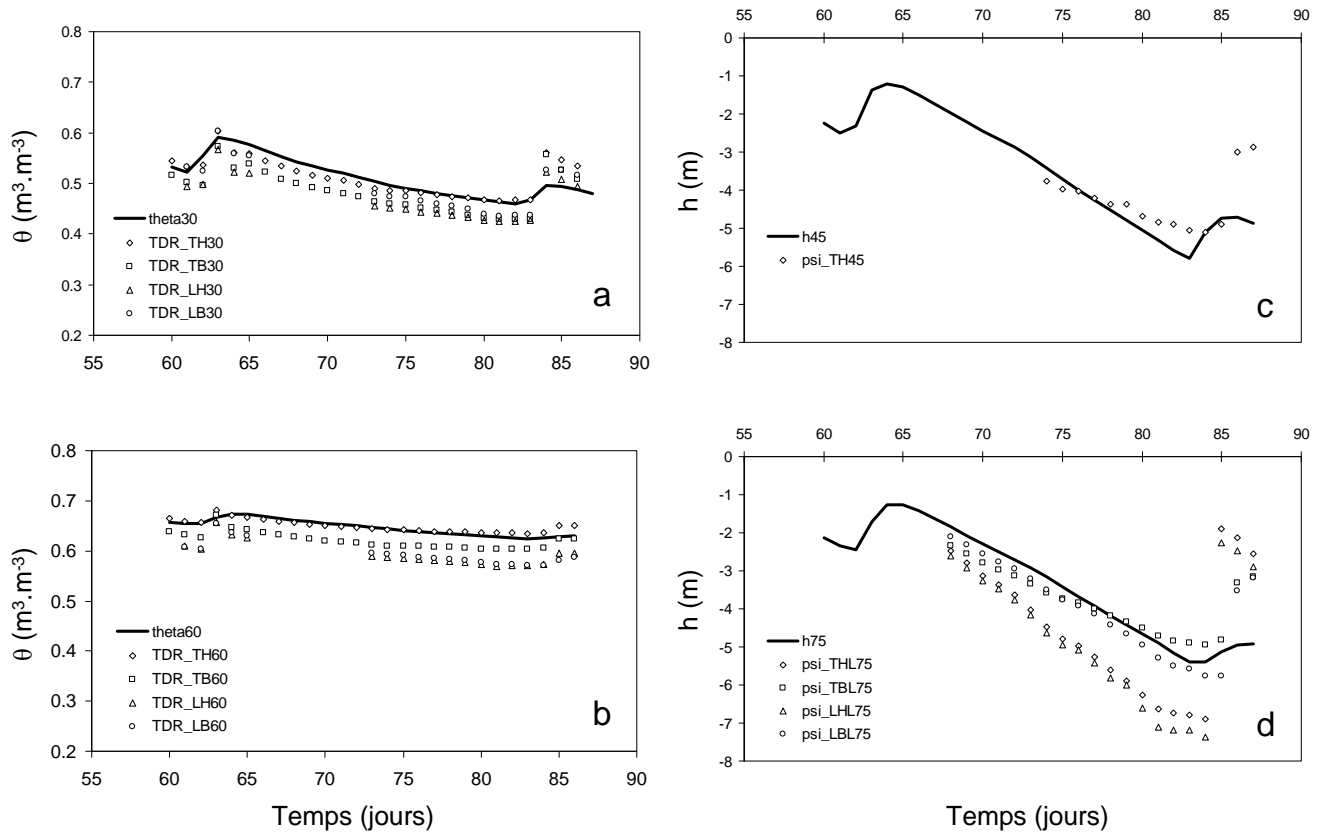 0.8
0.7
0.6
0.5
0.4
0.3
0.2
θ (m³.m⁻³)
theta30
TDR_TH30
TDR_TB30
TDR_LH30
TDR_LB30
a
55 60 65 70 75 80 85 90
55 60 65 70 75 80 85 90
0
-1
-2
-3
-4
-5
-6
-7
-8
h (m)
h45
psi_TH45
c
0.8
0.7
0.6
0.5
0.4
0.3
0.2
θ (m³.m⁻³)
theta60
TDR_TH60
TDR_TB60
TDR_LH60
TDR_LB60
b
55 60 65 70 75 80 85 90
Temps (jours)
55 60 65 70 75 80 85 90
0
-1
-2
-3
-4
-5
-6
-7
-8
h (m)
h75
psi_THL75
psi_TBL75
psi_LHL75
psi_LBL75
d
Temps (jours)